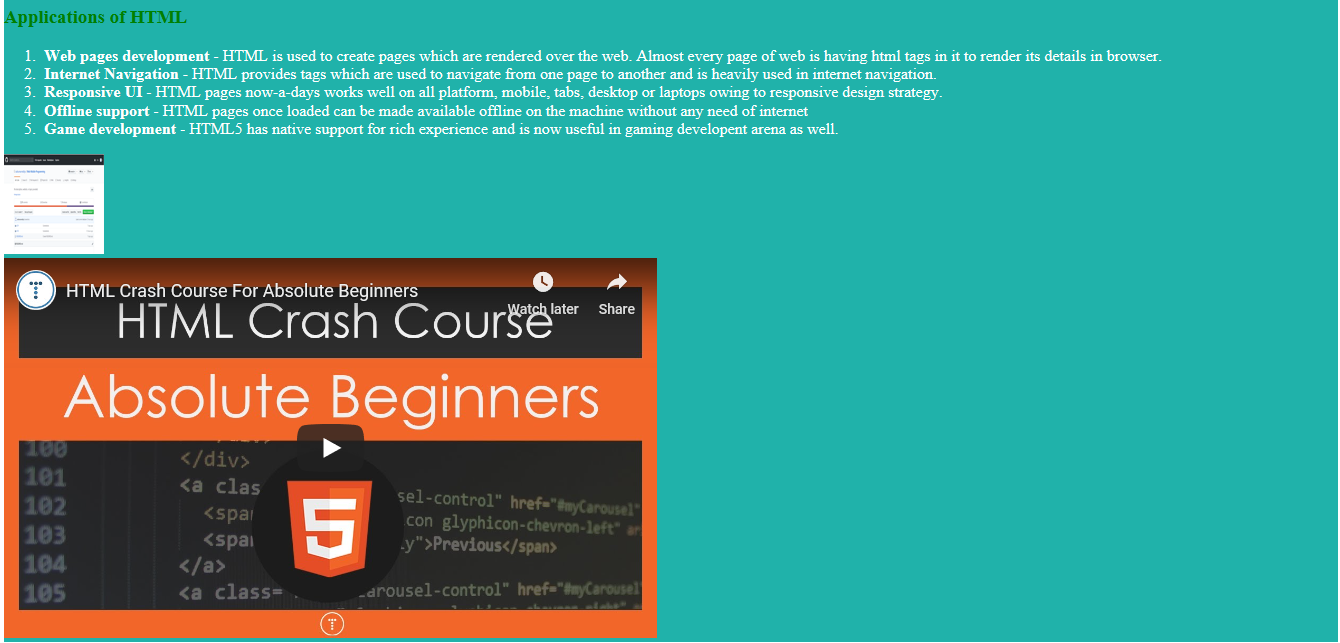 Applications of HTML
1. Web pages development - HTML is used to create pages which are rendered over the web. Almost every page of web is having html tags in it to render its details in browser.
2. Internet Navigation - HTML provides tags which are used to navigate from one page to another and is heavily used in internet navigation.
3. Responsive UI - HTML pages now-a-days works well on all platform, mobile, tabs, desktop or laptops owing to responsive design strategy.
4. Offline support - HTML pages once loaded can be made available offline on the machine without any need of internet
5. Game development - HTML5 has native support for rich experience and is now useful in gaming developent arena as well.
HTML Crash Course For Absolute Beginners
Watch later Share
HTML Crash Course
Absolute Beginners
100
</div>
101 <a clas sel-control" href="#myCarousel"
102 <spa con glyphicon-chevron-left"
103 <spa >Previous</span>
104 </a>
105 <a class= arousel-control" href="#myCarousel"